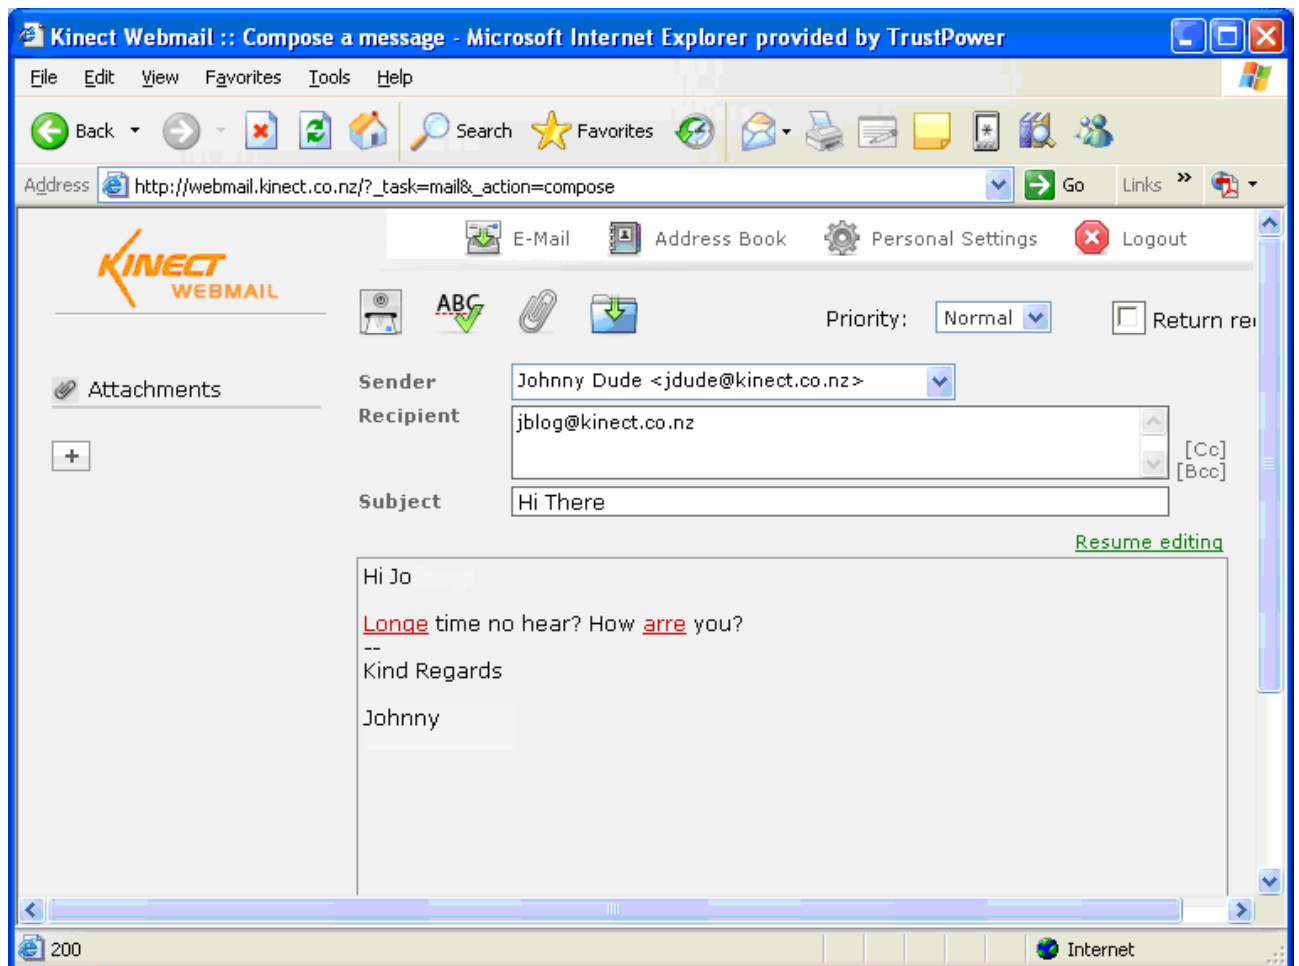 Kinect Webmail :: Compose a message - Microsoft Internet Explorer provided by TrustPower
File Edit View Favorites Tools Help
Back Search Favorites
Address http://webmail.kinect.co.nz/?_task=mail&_action=compose Go Links »
E-Mail Address Book Personal Settings Logout
KINECT
WEBMAIL
ABC
Priority: Normal Return re
Attachments
Sender Johnny Dude <jdude@kinect.co.nz>
Recipient jblog@kinect.co.nz
+
[Cc]
[Bcc]
Subject Hi There
Resume editing
Hi Jo
Longe time no hear? How arre you?
--
Kind Regards
Johnny
200 Internet